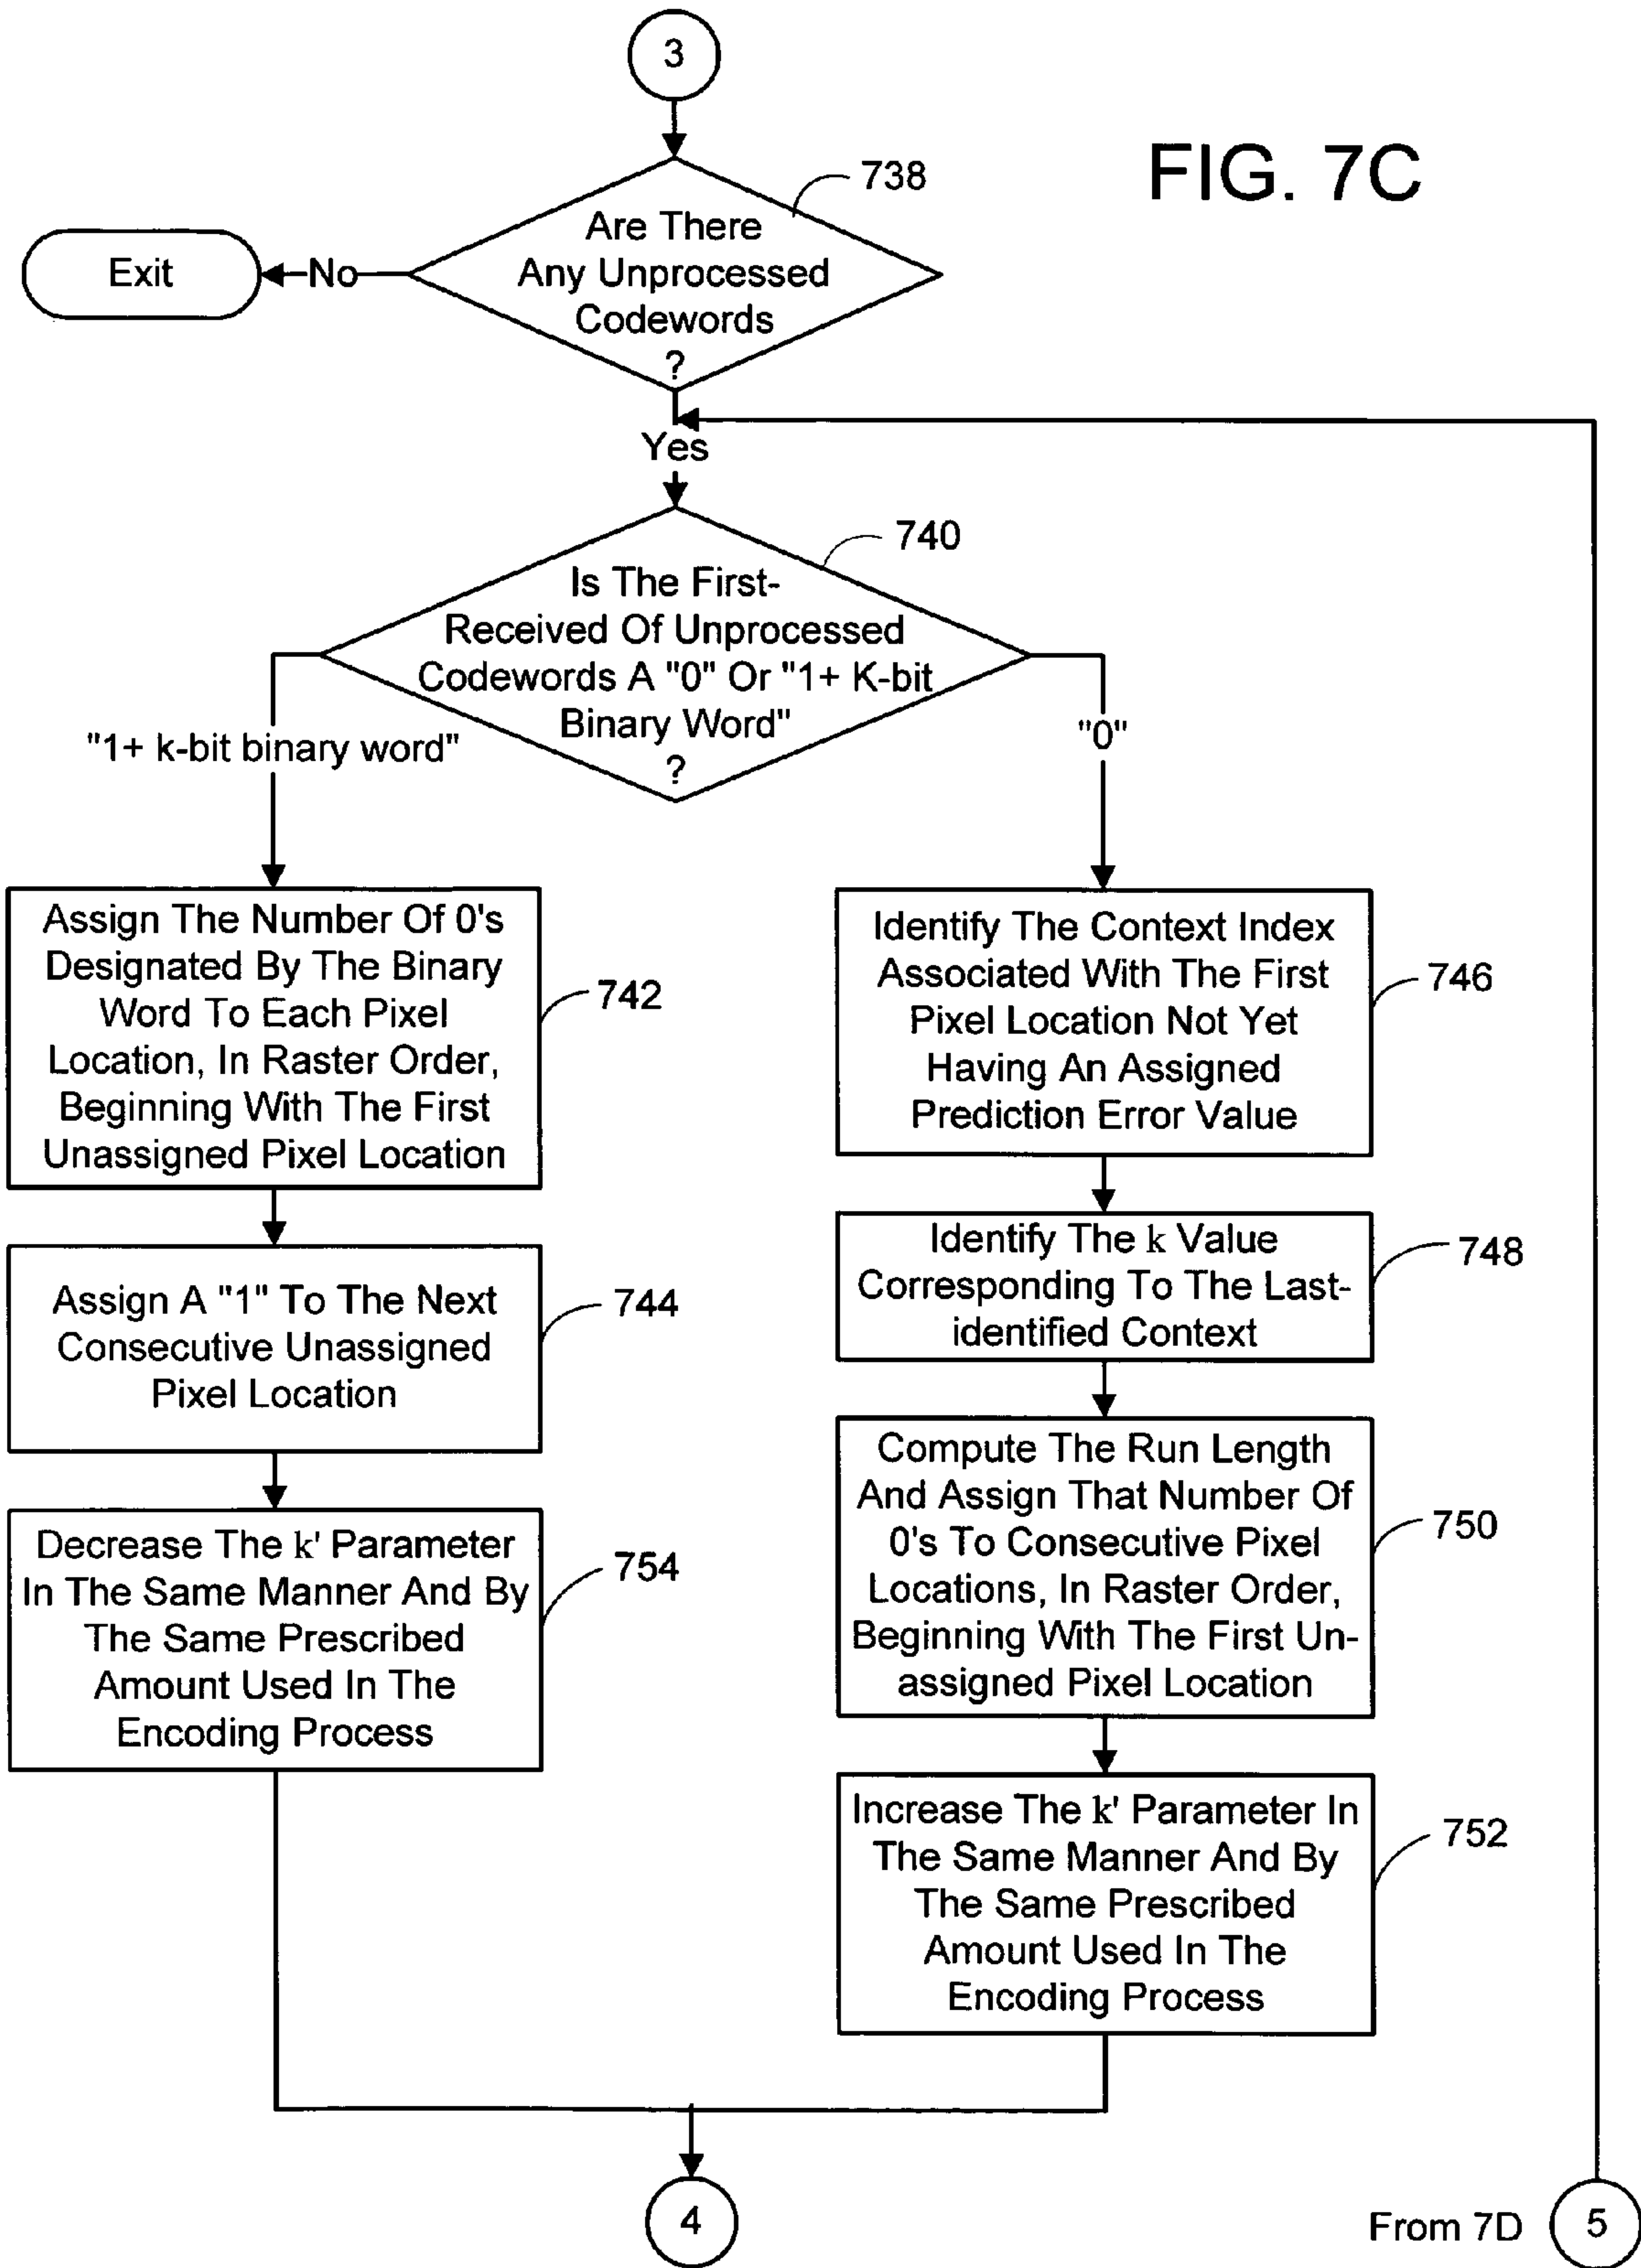 3
FIG. 7C
738
Are There
Any Unprocessed
Codewords
?
Exit
No
Yes
740
Is The First-
Received Of Unprocessed
Codewords A "0" Or "1+ K-bit
Binary Word"
?
"1+ k-bit binary word"
"0"
Assign The Number Of 0's
Designated By The Binary
Word To Each Pixel
Location, In Raster Order,
Beginning With The First
Unassigned Pixel Location
742
Assign A "1" To The Next
Consecutive Unassigned
Pixel Location
744
Decrease The k' Parameter
In The Same Manner And By
The Same Prescribed
Amount Used In The
Encoding Process
754
Identify The Context Index
Associated With The First
Pixel Location Not Yet
Having An Assigned
Prediction Error Value
746
Identify The k Value
Corresponding To The Last-
identified Context
748
Compute The Run Length
And Assign That Number Of
0's To Consecutive Pixel
Locations, In Raster Order,
Beginning With The First Un-
assigned Pixel Location
750
Increase The k' Parameter In
The Same Manner And By
The Same Prescribed
Amount Used In The
Encoding Process
752
4
From 7D
5